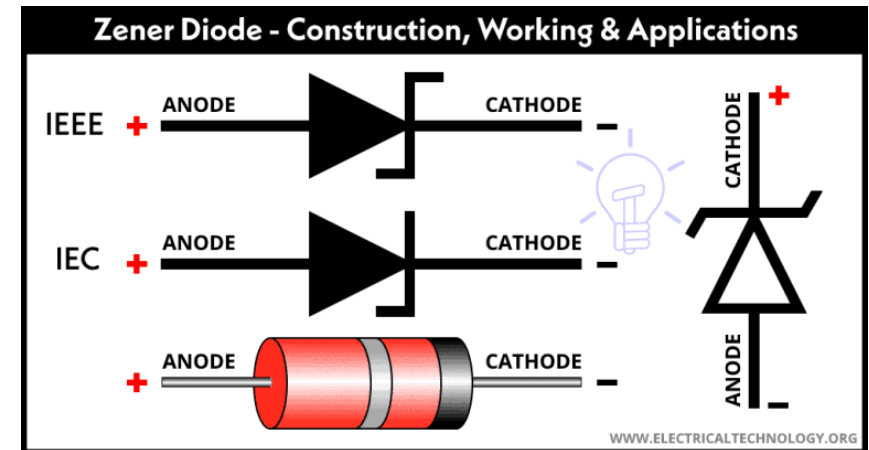 Zener Diode - Construction, Working & Applications
IEEE + ANODE CATHODE -
IEC + ANODE CATHODE -
+ ANODE CATHODE -
+
CATHODE
ANODE
-
WWW.ELECTRICALTECHNOLOGY.ORG